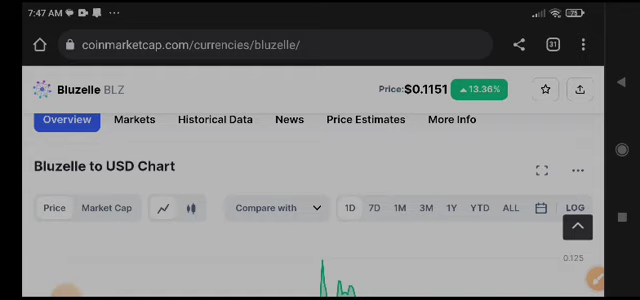 7:47 AM
75
coinmarketcap.com/currencies/bluzelle/
31
Bluzelle BLZ
Price: $0.1151
13.36%
Overview Markets Historical Data News Price Estimates More Info
Bluzelle to USD Chart
Price Market Cap Compare with 1D 7D 1M 3M 1Y YTD ALL LOG
0.125